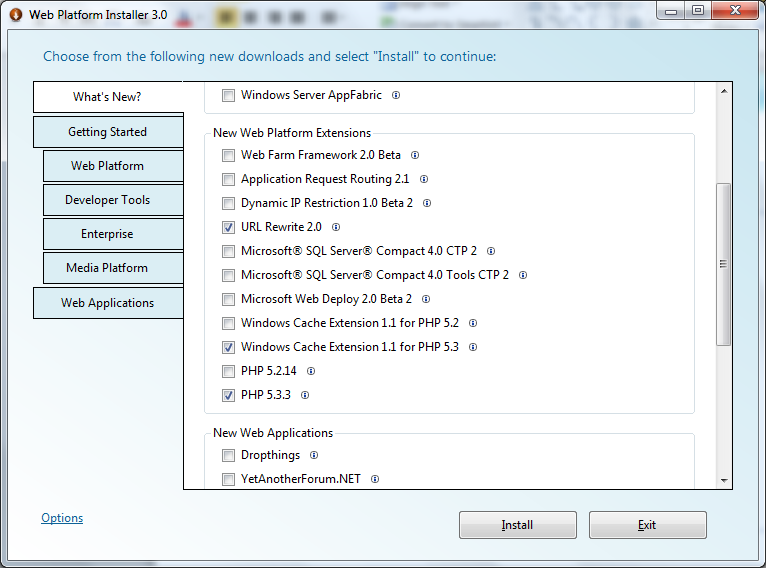 Web Platform Installer 3.0
Choose from the following new downloads and select "Install" to continue:
What's New?
Getting Started
Web Platform
Developer Tools
Enterprise
Media Platform
Web Applications
Windows Server AppFabric
New Web Platform Extensions
Web Farm Framework 2.0 Beta
Application Request Routing 2.1
Dynamic IP Restriction 1.0 Beta 2
URL Rewrite 2.0
Microsoft® SQL Server® Compact 4.0 CTP 2
Microsoft® SQL Server® Compact 4.0 Tools CTP 2
Microsoft Web Deploy 2.0 Beta 2
Windows Cache Extension 1.1 for PHP 5.2
Windows Cache Extension 1.1 for PHP 5.3
PHP 5.2.14
PHP 5.3.3
New Web Applications
Dropthings
YetAnotherForum.NET
Options
Install
Exit